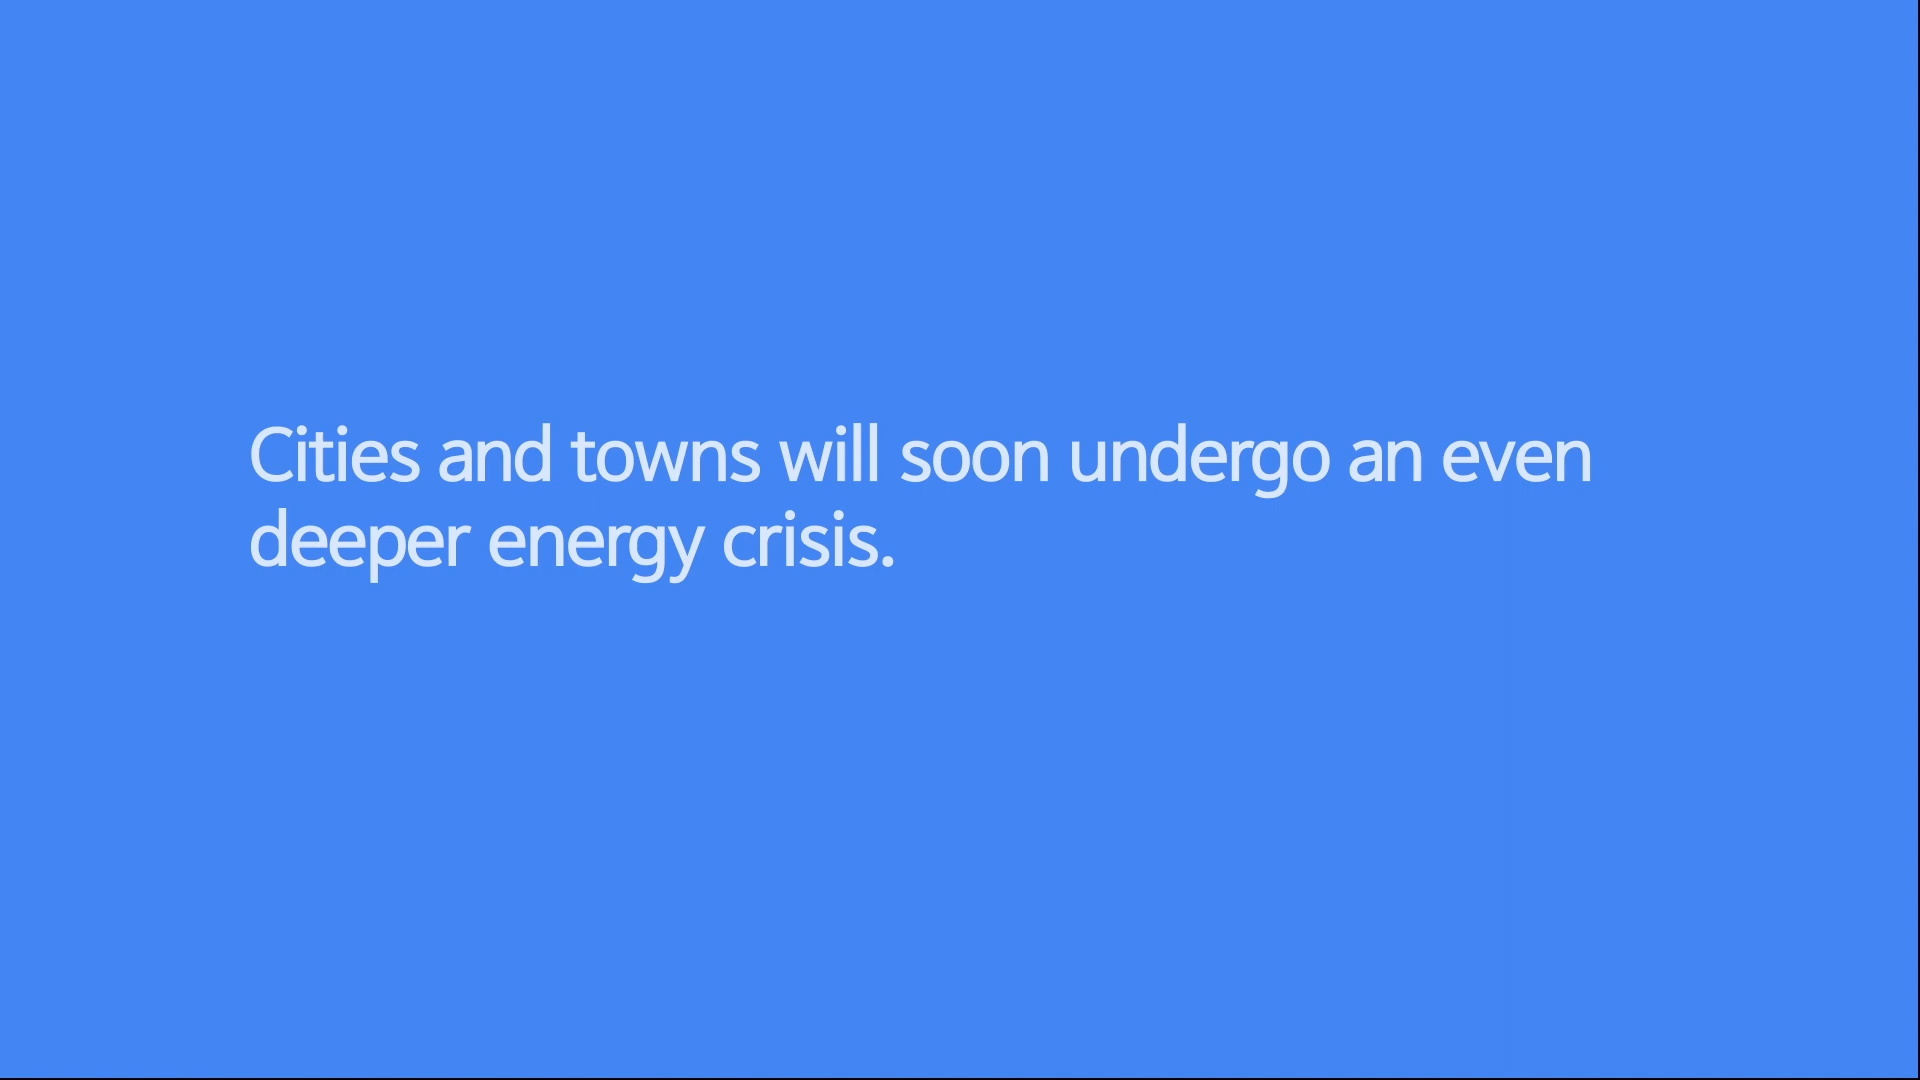 Cities and towns will soon undergo an even
deeper energy crisis.